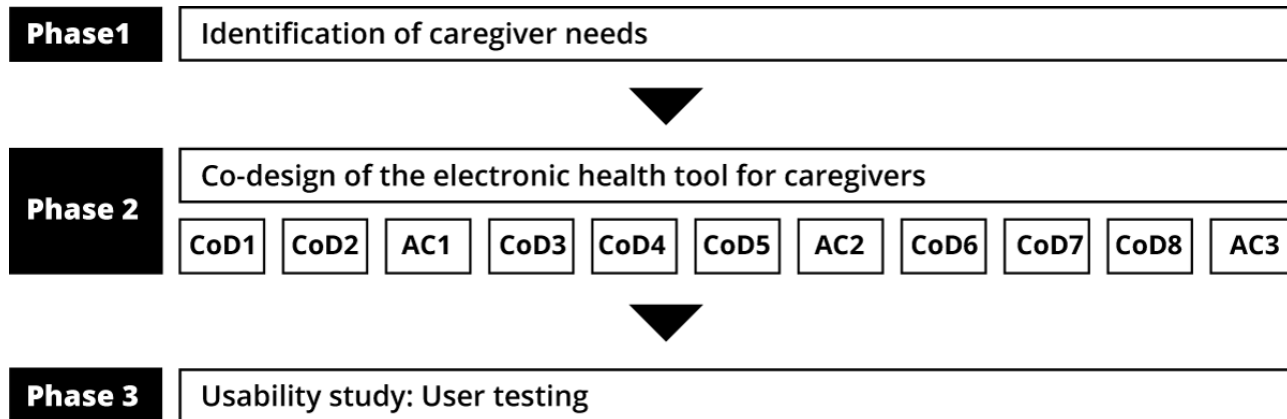 Phase1
Identification of caregiver needs
Phase 2
Co-design of the electronic health tool for caregivers
CoD1 CoD2 AC1 CoD3 CoD4 CoD5 AC2 CoD6 CoD7 CoD8 AC3
Phase 3
Usability study: User testing